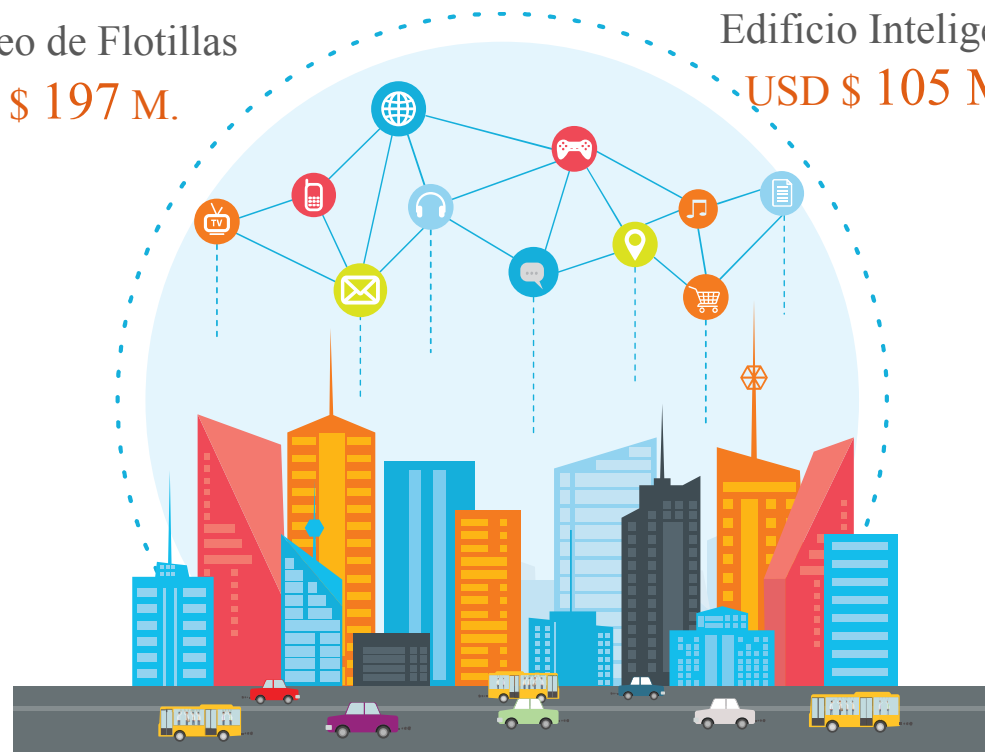 eo de Flotillas
$ 197 M.
Edificio Intelig
USD $ 105 M
TV